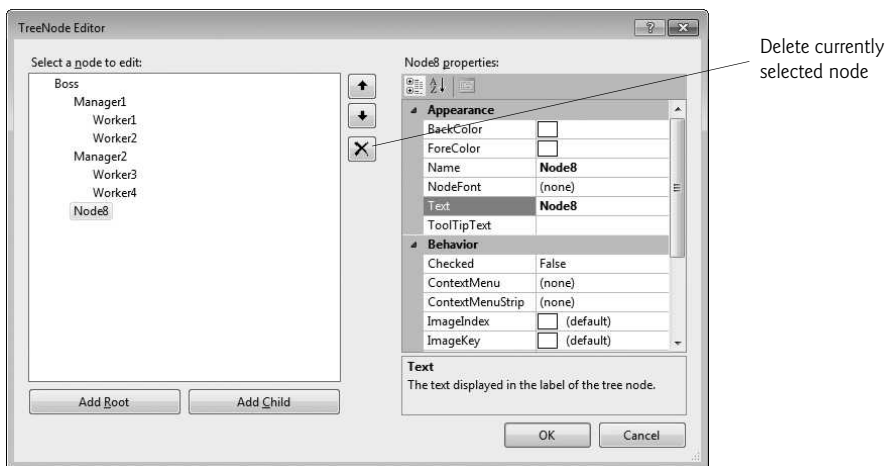 TreeNode Editor
Select a node to edit:
Boss
Manager1
Worker1
Worker2
Manager2
Worker3
Worker4
Node8
Add Root
Add Child
Node8 properties:
Appearance
BackColor
ForeColor
Name Node8
NodeFont (none)
Text Node8
ToolTipText
Behavior
Checked False
ContextMenu (none)
ContextMenuStrip (none)
ImageIndex (default)
ImageKey (default)
Text
The text displayed in the label of the tree node.
OK
Cancel
Delete currently
selected node